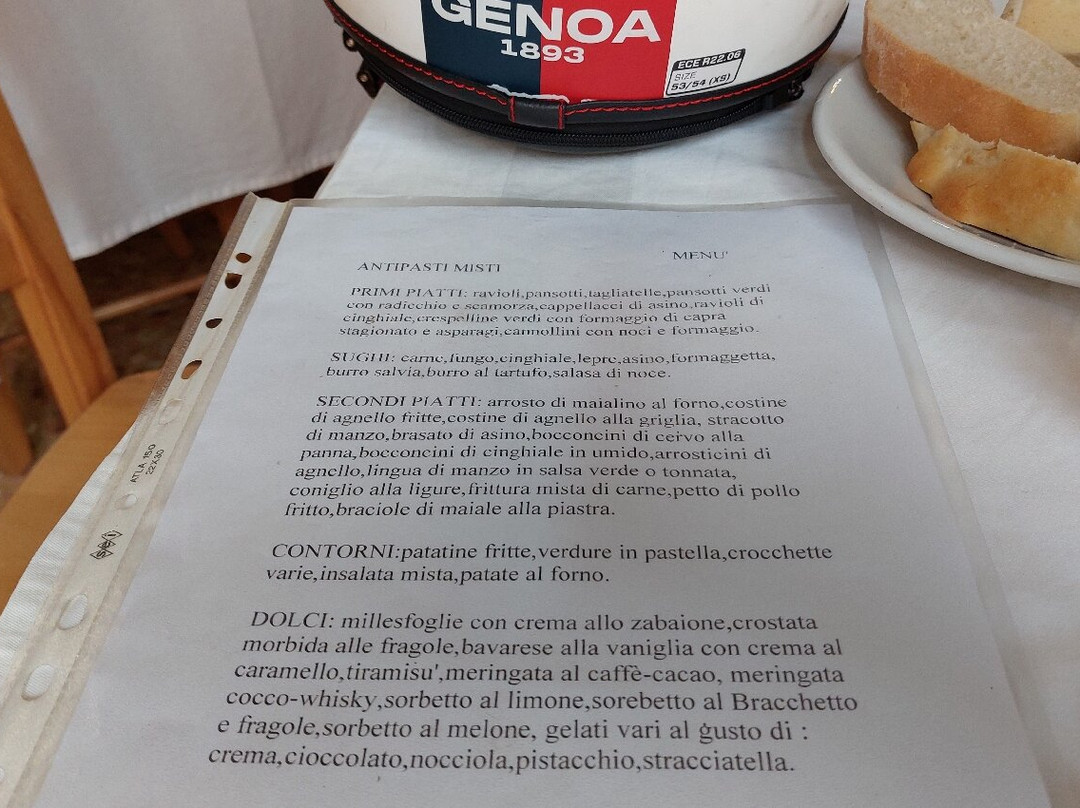 GENOA
1893
ECE R22.06
SIZE
53/54 (XS)
MENU'
ANTIPASTI MISTI
PRIMI PIATTI: ravioli,pansotti,tagliatelle,pansotti verdi
con radicchio e scamorza,cappellacci di asino,ravioli di
cinghiale,crespelline verdi con formaggio di capra
stagionato e asparagi,cannollini con noci e formaggio.
SUGHI: carne,fungo,cinghiale,lepre,asino,formaggetta,
burro salvia,burro al tartufo,salasa di noce.
SECONDI PIATTI: arrosto di maialino al forno,costine
di agnello fritte,costine di agnello alla griglia, stracotto
di manzo,brasato di asino,bocconcini di cervo alla
panna,bocconcini di cinghiale in umido,arrosticini di
agnello,lingua di manzo in salsa verde o tonnata,
coniglio alla ligure,frittura mista di carne,petto di pollo
fritto,braciole di maiale alla piastra.
CONTORNI:patatine fritte,verdure in pastella,crocchette
varie,insalata mista,patate al forno.
DOLCI: millesfoglie con crema allo zabaione,crostata
morbida alle fragole,bavarese alla vaniglia con crema al
caramello,tiramisu',meringata al caffè-cacao, meringata
cocco-whisky,sorbetto al limone,sorebetto al Bracchetto
e fragole,sorbetto al melone, gelati vari al gusto di :
crema,cioccolato,nocciola,pistacchio,stracciatella.
ATLA 150
22X30
sei